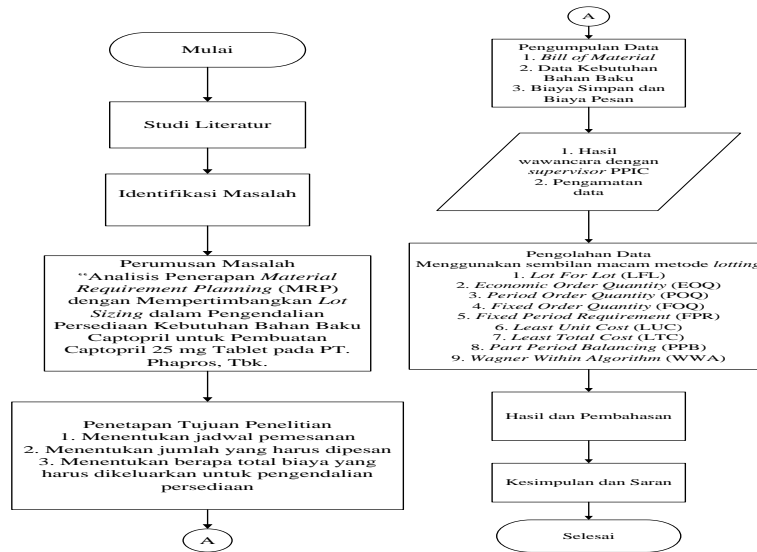 Mulai
Studi Literatur
Identifikasi Masalah
Perumusan Masalah
“Analisis Penerapan Material
Requirement Planning (MRP)
dengan Mempertimbangkan Lot
Sizing dalam Pengendalian
Persediaan Kebutuhan Bahan Baku
Captopril untuk Pembuatan
Captopril 25 mg Tablet pada PT.
Phapros, Tbk.
Penetapan Tujuan Penelitian
1. Menentukan jadwal pemesanan
2. Menentukan jumlah yang harus dipesan
3. Menentukan berapa total biaya yang
harus dikeluarkan untuk pengendalian
persediaan
A
A
Pengumpulan Data
1. Bill of Material
2. Data Kebutuhan
Bahan Baku
3. Biaya Simpan dan
Biaya Pesan
1. Hasil
wawancara dengan
supervisor PPIC
2. Pengamatan
data
Pengolahan Data
Menggunakan sembilan macam metode lotting
1. Lot For Lot (LFL)
2. Economic Order Quantity (EOQ)
3. Period Order Quantity (POQ)
4. Fixed Order Quantity (FOQ)
5. Fixed Period Requirement (FPR)
6. Least Unit Cost (LUC)
7. Least Total Cost (LTC)
8. Part Period Balancing (PPB)
9. Wagner Within Algorithm (WWA)
Hasil dan Pembahasan
Kesimpulan dan Saran
Selesai